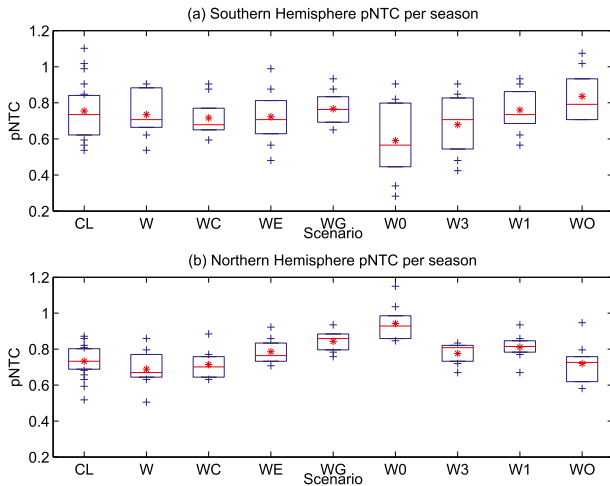 (a) Southern Hemisphere pNTC per season
1.2
1
0.8
0.6
0.4
0.2
pNTC
CL W WC WE WG W0 W3 W1 WO
Scenario
(b) Northern Hemisphere pNTC per season
1.2
1
0.8
0.6
0.4
0.2
pNTC
CL W WC WE WG W0 W3 W1 WO
Scenario